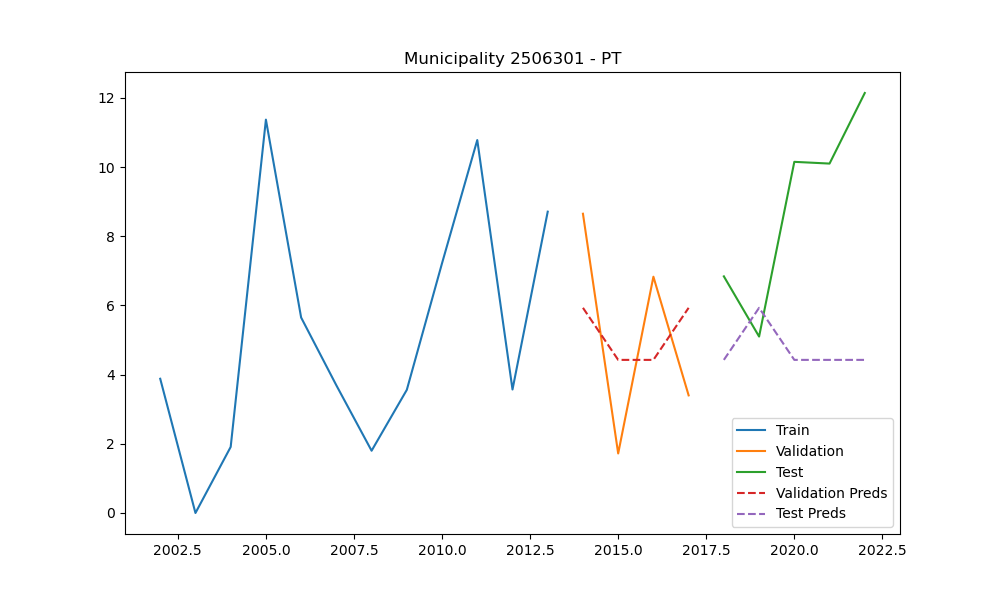 Municipality 2506301 - PT
12
10
8
6
4
2
0
2002.5 2005.0 2007.5 2010.0 2012.5 2015.0 2017.5 2020.0 2022.5
Train
Validation
Test
Validation Preds
Test Preds